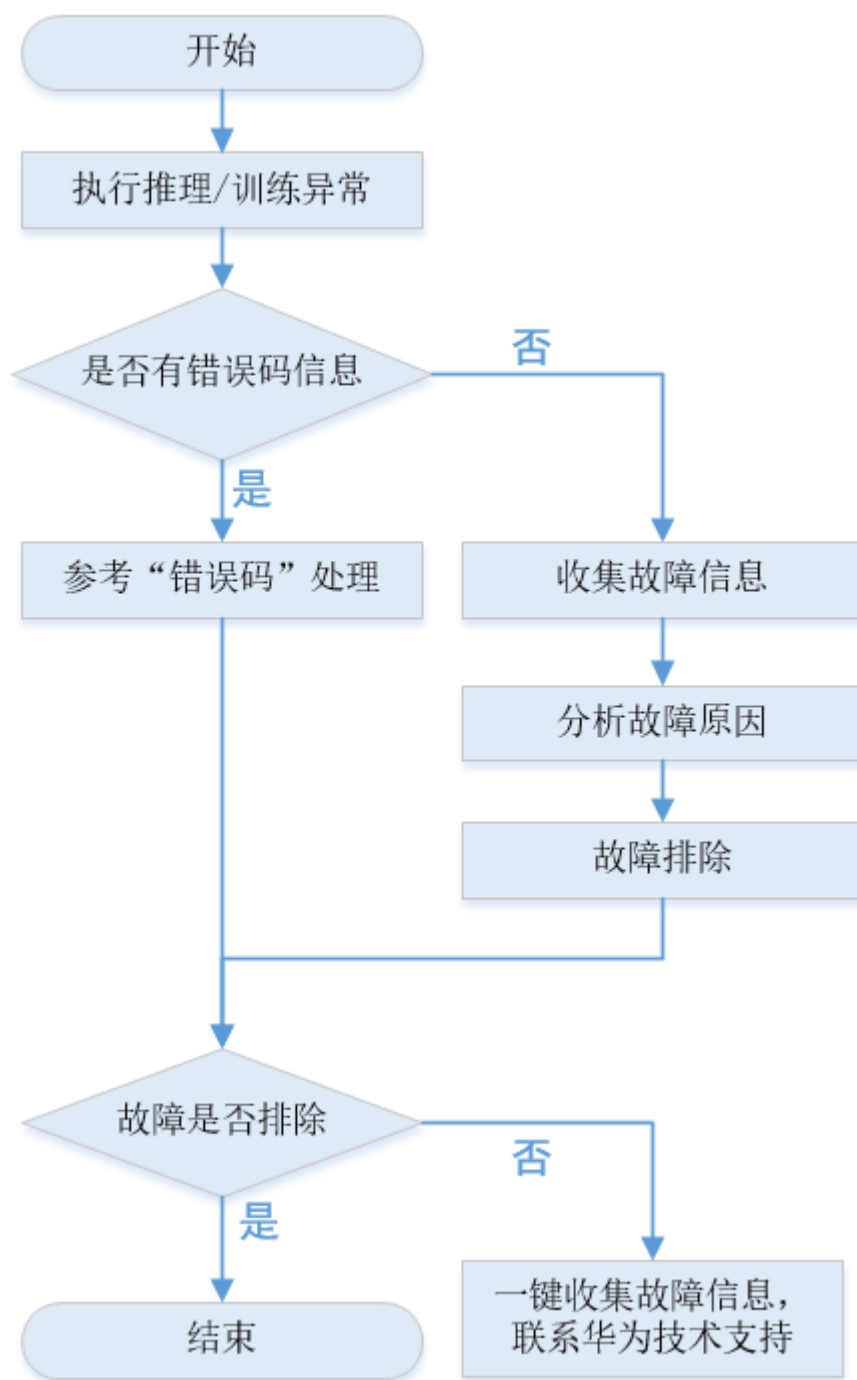 开始
执行推理/训练异常
是否有错误码信息
否
是
参考“错误码”处理
收集故障信息
分析故障原因
故障排除
故障是否排除
否
是
结束
一键收集故障信息，
联系华为技术支持